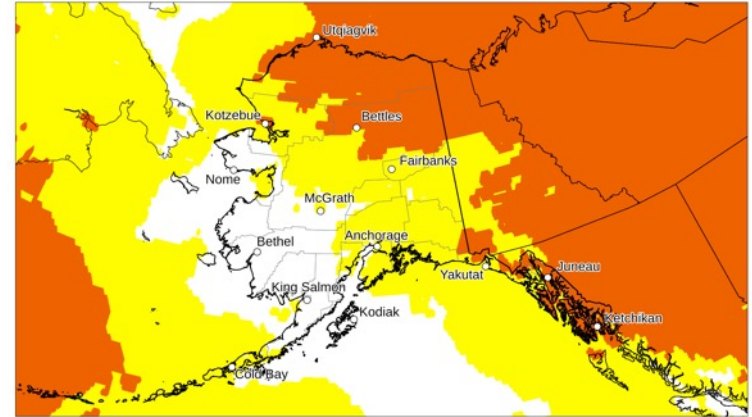 Utqiagvik
Kotzebue
Bettles
Fairbanks
Nome
McGrath
Anchorage
Bethel
Yakutat
Juneau
King Salmon
Kodiak
Ketchikan
Cold Bay